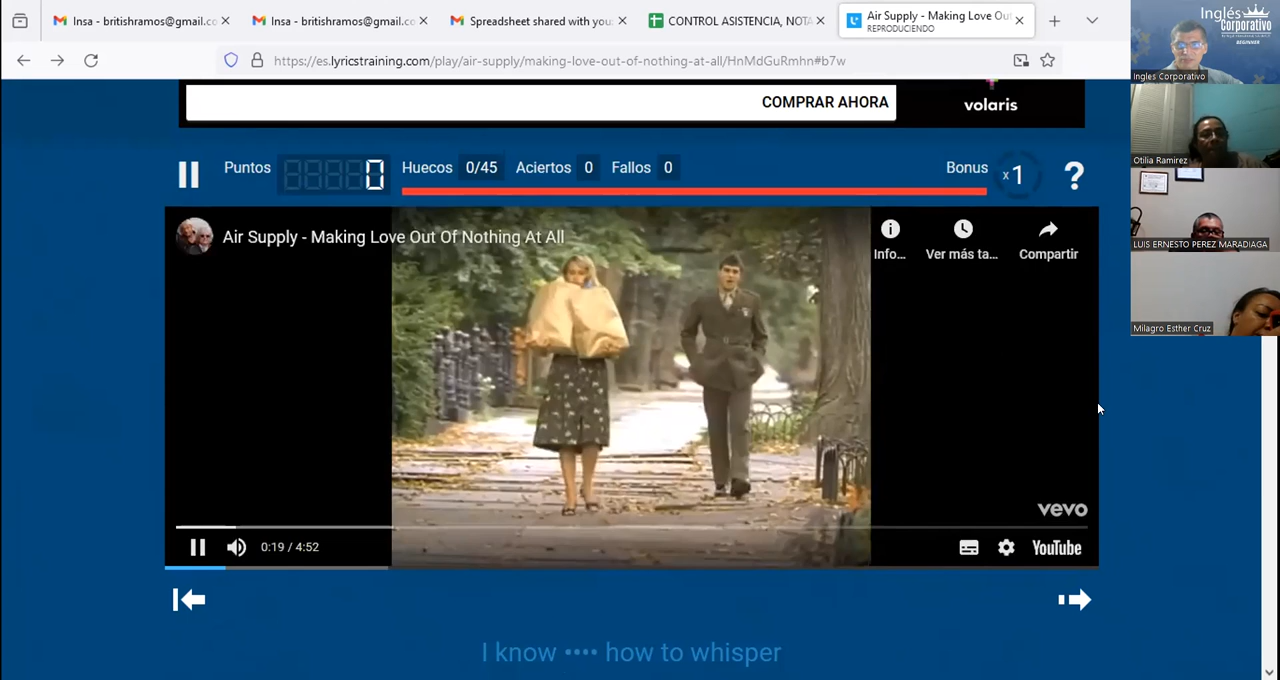 Insa - britishramos@gmail.co
Insa - britishramos@gmail.co
Spreadsheet shared with you:
CONTROL ASISTENCIA, NOTA
Air Supply - Making Love Out
REPRODUCIENDO
https://es.lyricstraining.com/play/air-supply/making-love-out-of-nothing-at-all/HnMdGuRmhn#b7w
Inglés
Corporativo
BEGINNER
Ingles Corporativo
Otilia Ramirez
LUIS ERNESTO PEREZ MARADIAGA
Milagro Esther Cruz
COMPRAR AHORA
volaris
Puntos 0 Huecos 0/45 Aciertos 0 Fallos 0 Bonus x1 ?
Air Supply - Making Love Out Of Nothing At All
Info... Ver más ta... Compartir
vevo
0:19 / 4:52
YouTube
I know •••• how to whisper